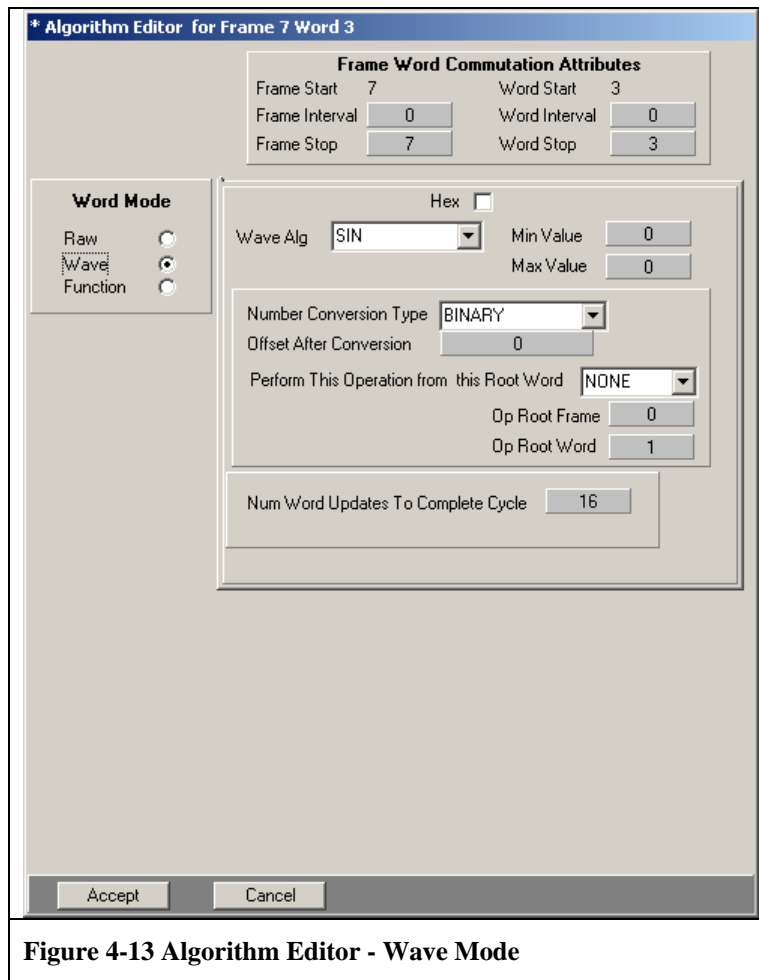 * Algorithm Editor for Frame 7 Word 3
Frame Word Commutation Attributes
Frame Start 7 Word Start 3
Frame Interval 0 Word Interval 0
Frame Stop 7 Word Stop 3
Word Mode
Raw
Wave
Function
Hex
Wave Alg SIN Min Value 0
Max Value 0
Number Conversion Type BINARY
Offset After Conversion 0
Perform This Operation from this Root Word NONE
Op Root Frame 0
Op Root Word 1
Num Word Updates To Complete Cycle 16
Accept Cancel
Figure 4-13 Algorithm Editor - Wave Mode